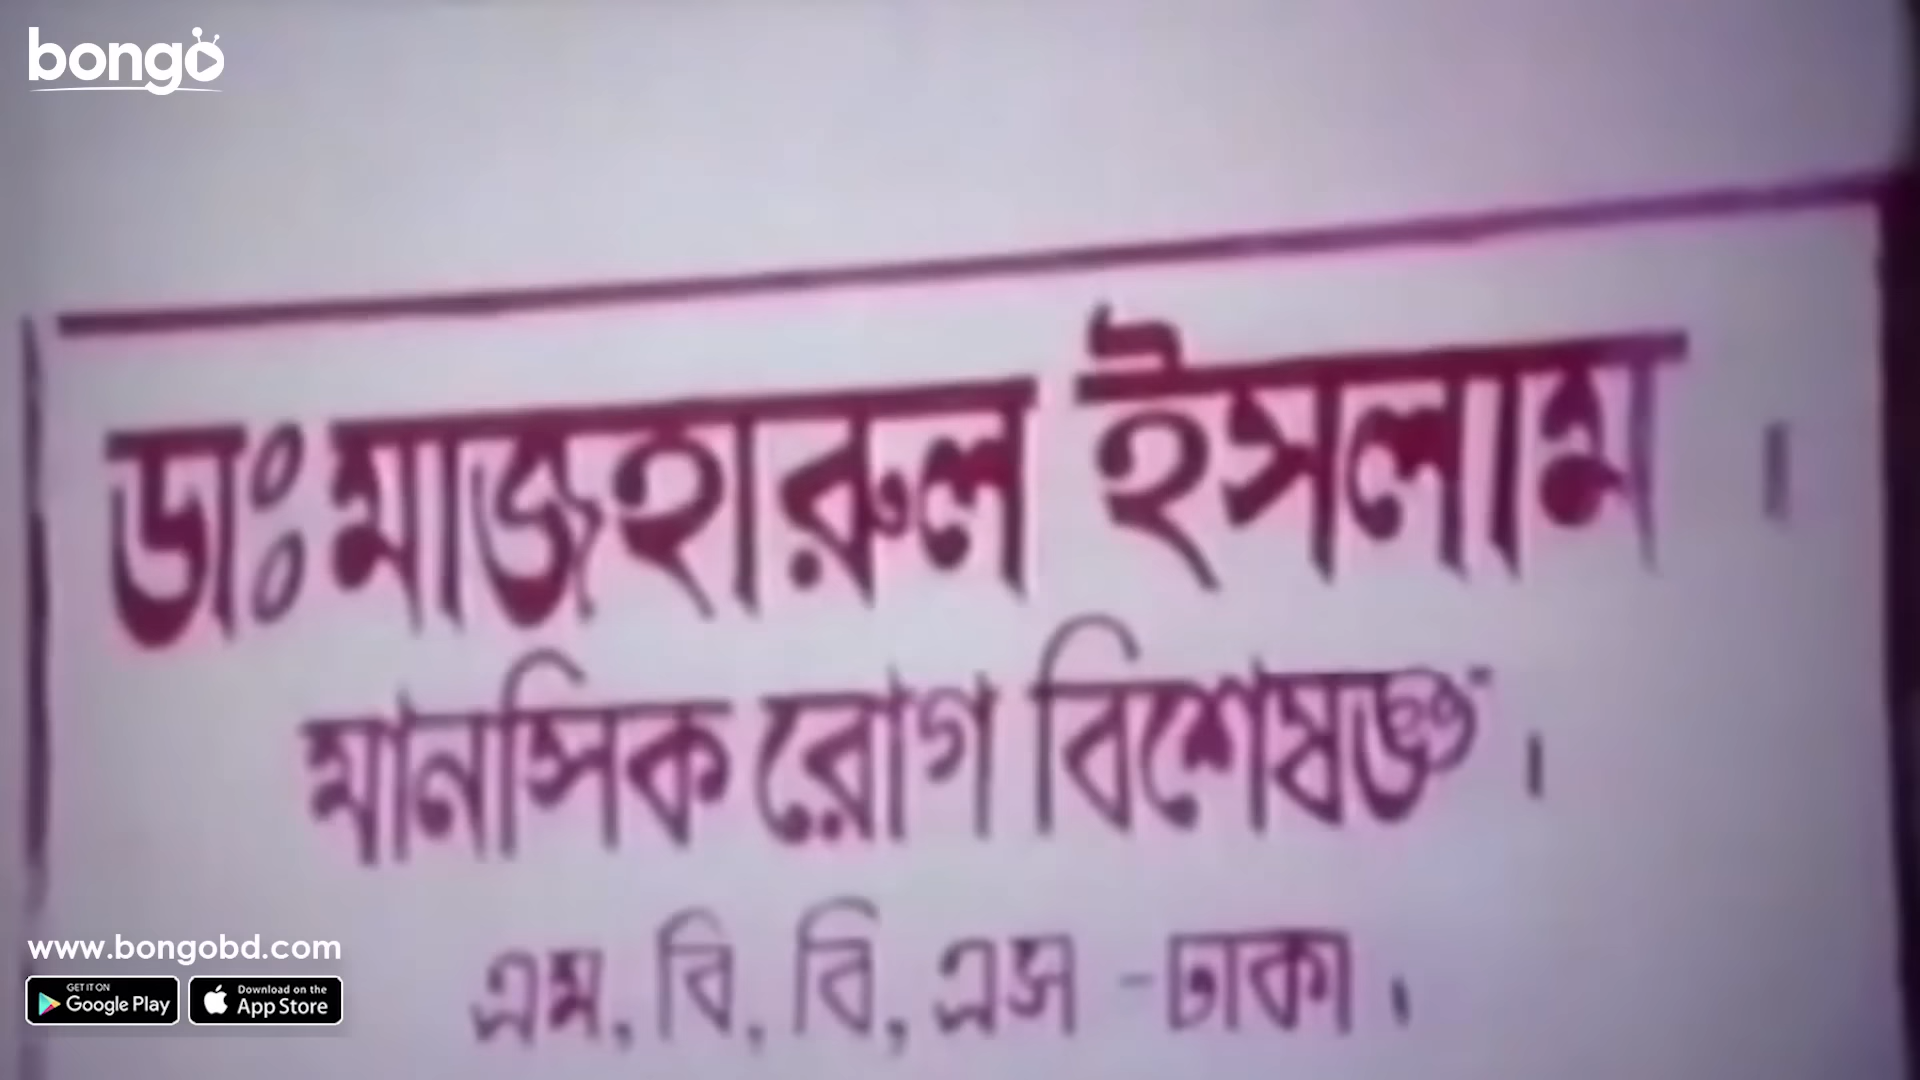 bongo
ডাঃ মাজহারুল ইসলাম ।
মানসিক রোগ বিশেষজ্ঞ ।
এম, বি, বি, এস - ঢাকা ।
www.bongobd.com
GET IT ON Google Play
Download on the App Store